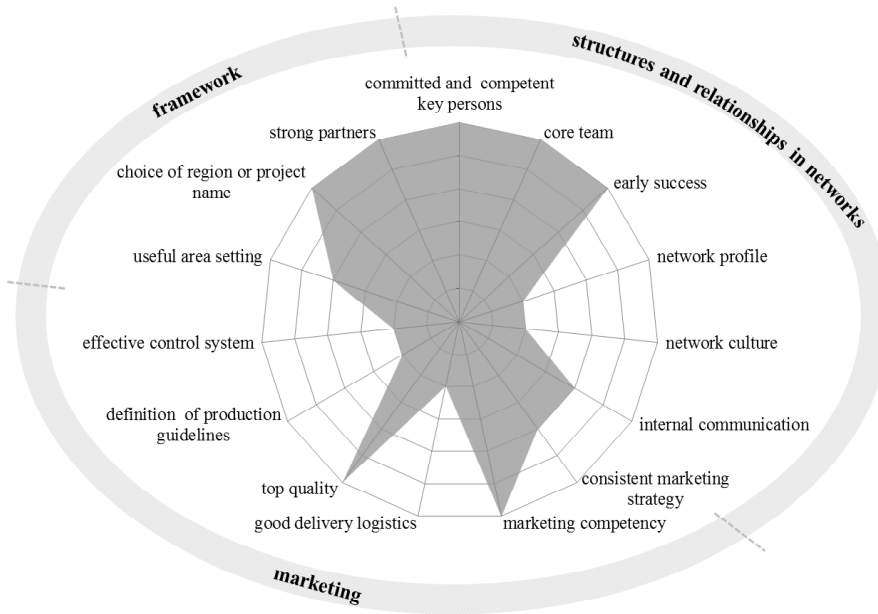 framework
structures and relationships in networks
committed and competent
key persons
strong partners
core team
choice of region or project
name
early success
useful area setting
network profile
effective control system
network culture
definition of production
guidelines
internal communication
top quality
consistent marketing
strategy
good delivery logistics
marketing competency
marketing